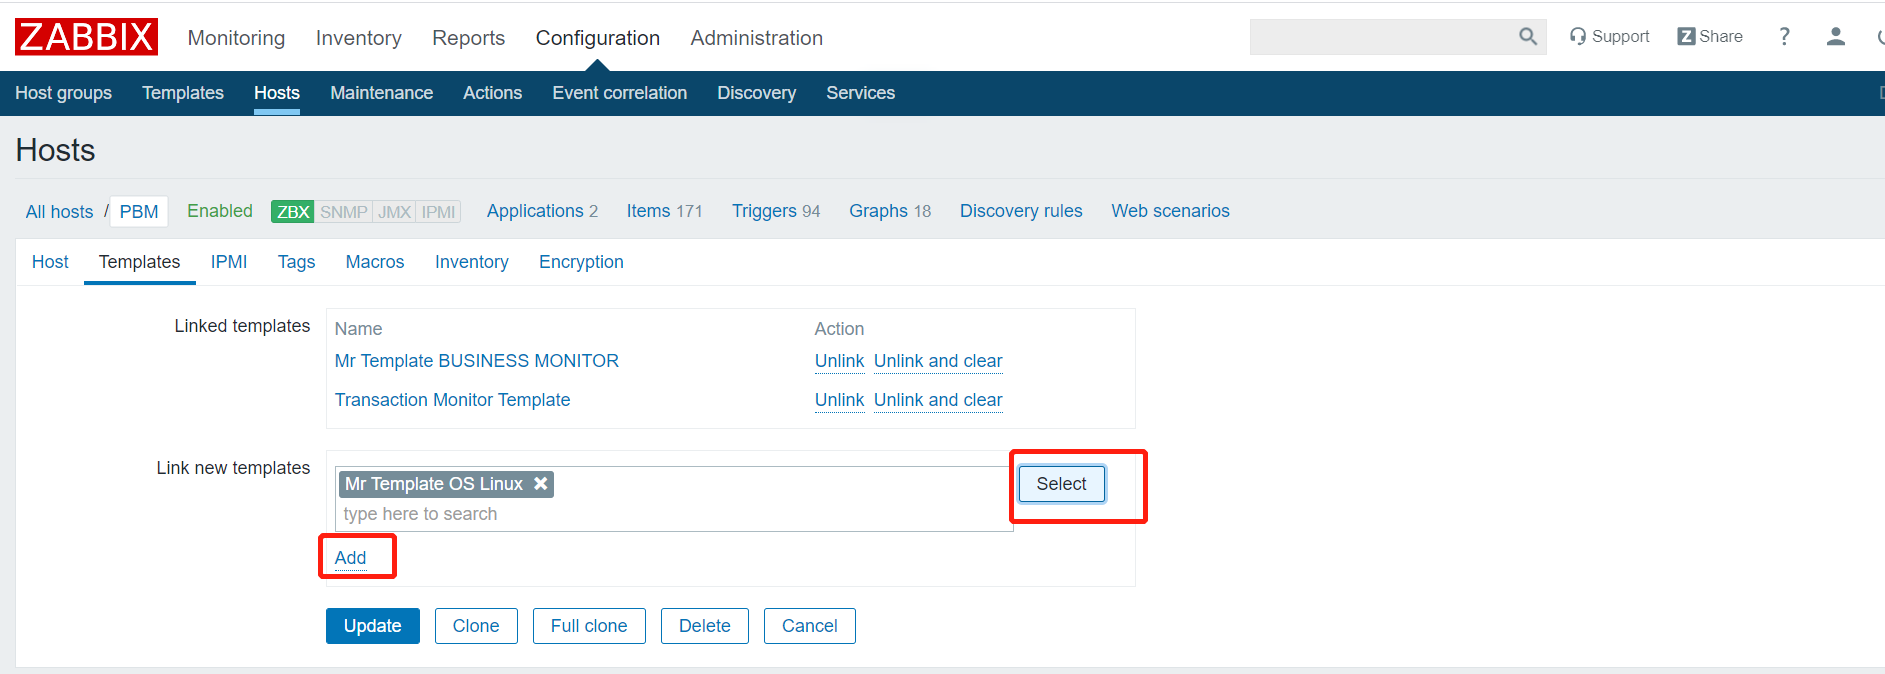 ZABBIX Monitoring Inventory Reports Configuration Administration Support Z Share ?
Host groups Templates Hosts Maintenance Actions Event correlation Discovery Services
Hosts
All hosts / PBM Enabled ZBX SNMP JMX IPMI Applications 2 Items 171 Triggers 94 Graphs 18 Discovery rules Web scenarios
Host Templates IPMI Tags Macros Inventory Encryption
Linked templates Name Action
Mr Template BUSINESS MONITOR Unlink Unlink and clear
Transaction Monitor Template Unlink Unlink and clear
Link new templates Mr Template OS Linux Select
type here to search
Add
Update Clone Full clone Delete Cancel